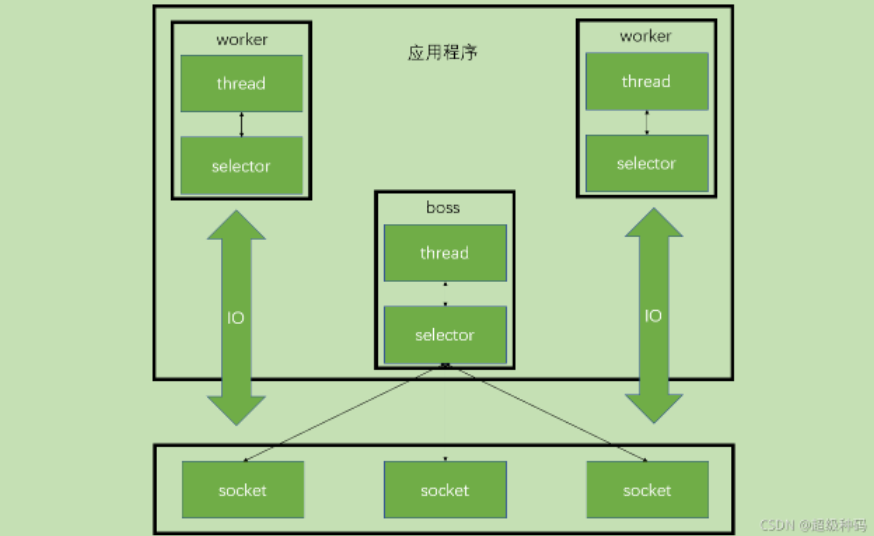 worker
thread
selector
应用程序
worker
thread
selector
boss
thread
selector
IO
IO
socket
socket
socket
CSDN @超级种码